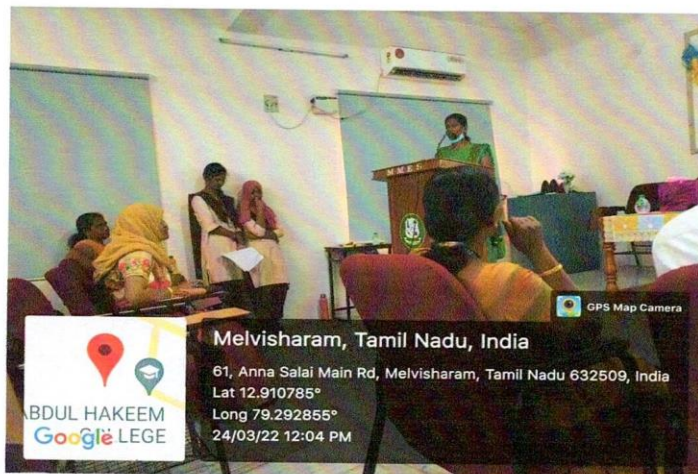 M M E S
GPS Map Camera
Melvisharam, Tamil Nadu, India
61, Anna Salai Main Rd, Melvisharam, Tamil Nadu 632509, India
Lat 12.910785°
Long 79.292855°
24/03/22 12:04 PM
ABDUL HAKEEM
Google LEGE